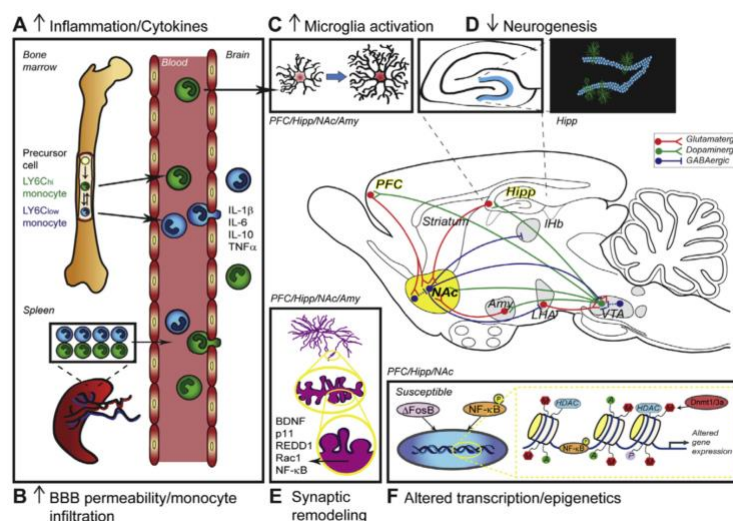 A ↑ Inflammation/Cytokines
C ↑ Microglia activation
D ↓ Neurogenesis
Bone
marrow
Blood
Brain
Precursor
cell
LY6Chi
monocyte
LY6Clow
monocyte
IL-1β
IL-6
IL-10
TNFα
Spleen
PFC/Hipp/NAc/Amy
Hipp
Glutamaterg
Dopaminerg
GABAergic
PFC
Hipp
Striatum
lHb
NAc
Amy
LHA
VTA
PFC/Hipp/NAc/Amy
BDNF
p11
REDD1
Rac1
NF-κB
PFC/Hipp/NAc
Susceptible
ΔFosB
NF-κB
P
M
HDAC
A
M
HDAC
M
Dnmt1/3a
M
A
NF-κB
P
M
A
P
M
Altered
gene
expression
B ↑ BBB permeability/monocyte
infiltration
E Synaptic
remodeling
F Altered transcription/epigenetics